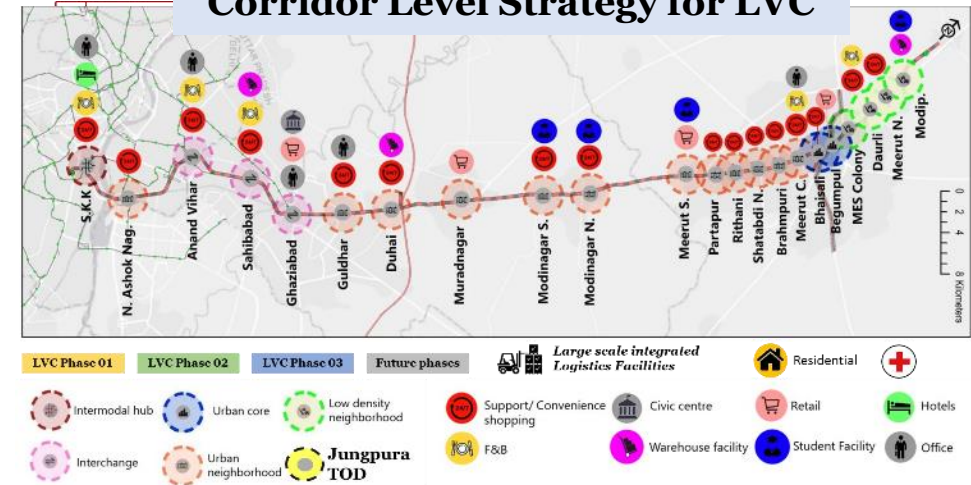 Corridor Level Strategy for LVC
S.K.K
N. Ashok Nag.
Anand Vihar
Sahibabad
Ghaziabad
Guldhar
Duhai
Muradnagar
Modinagar S.
Modinagar N.
Meerut S.
Partapur
Rithani
Shatabdi N.
Brahmpuri
Meerut C.
Bhaisali
Begumpul
MES Colony
Daurli
Meerut N.
Modip.
0 2 4 8 Kilometers
LVC Phase 01
LVC Phase 02
LVC Phase 03
Future phases
Large scale integrated
Logistics Facilities
Residential
Intermodal hub
Urban core
Low density
neighborhood
Support/ Convenience
shopping
Civic centre
Retail
Hotels
Interchange
Urban
neighborhood
Jungpura
TOD
F&B
Warehouse facility
Student Facility
Office